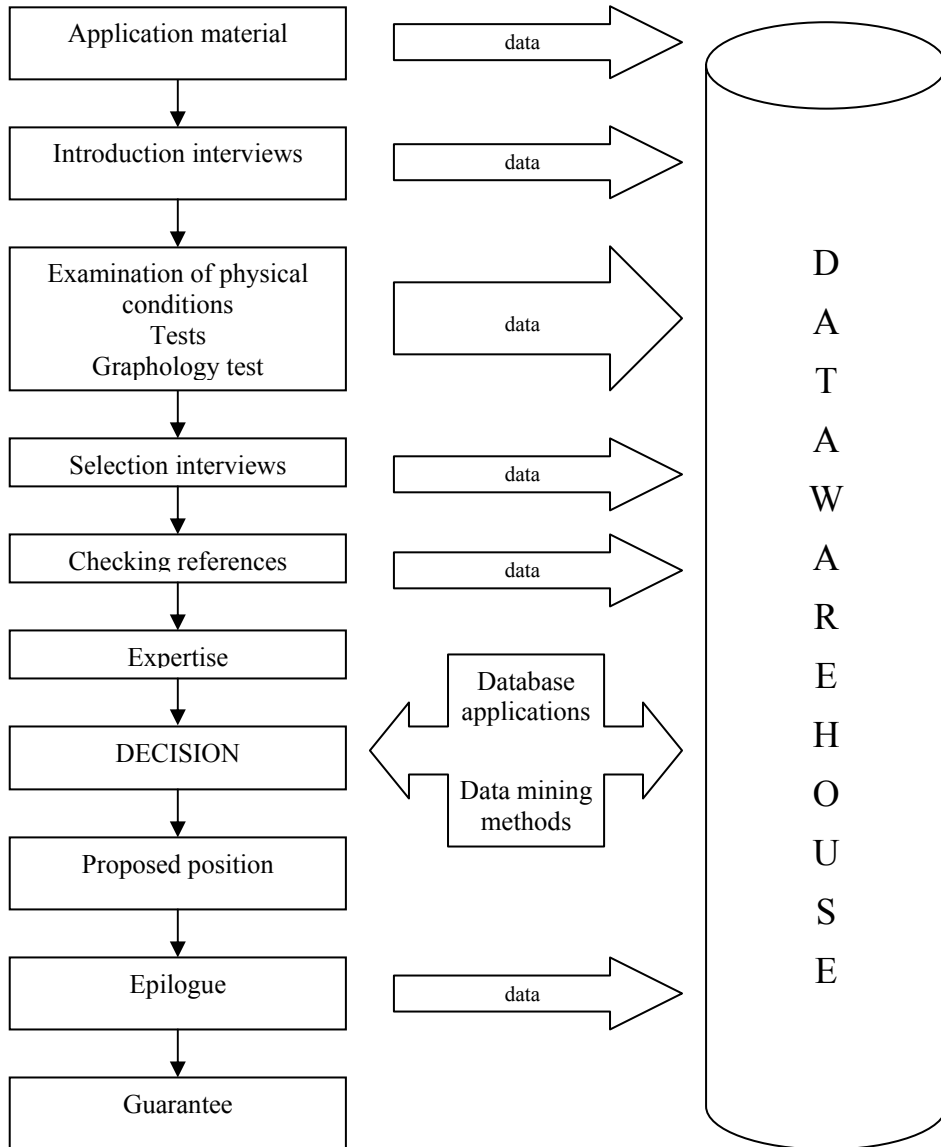 Application material
data
Introduction interviews
data
Examination of physical
conditions
Tests
Graphology test
data
Selection interviews
data
Checking references
data
Expertise
Database
applications
DECISION
Data mining
methods
Proposed position
Epilogue
data
Guarantee
D
A
T
A
W
A
R
E
H
O
U
S
E